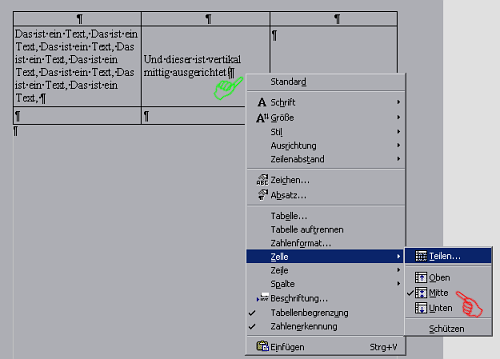 ¶ ¶ ¶
Das·ist·ein·Text,·Das·ist·ein
Text,·Das·ist·ein·Text,·Das
ist·ein·Text,·Das·ist·ein
Text,·Das·ist·ein·Text,·Das
ist·ein·Text,·Das·ist·ein
Text,·¶
Und·dieser·ist·vertikal
mittig·ausgerichtet!¶
¶
¶ ¶
¶
Standard
Schrift
Größe
Stil
Ausrichtung
Zeilenabstand
Zeichen...
Absatz...
Tabelle...
Tabelle auftrennen
Zahlenformat...
Zelle
Zeile
Spalte
Beschriftung...
Tabellenbegrenzung
Zahlenerkennung
Einfügen Strg+V
Teilen...
Oben
Mitte
Unten
Schützen